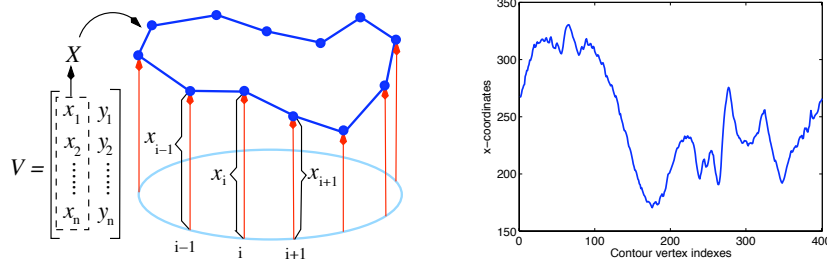 X
V =
x1 y1
x2 y2
...... ......
xn yn
xi−1
xi
xi+1
i−1
i
i+1
350
300
250
200
150
0
100
200
300
400
x−coordinates
Contour vertex indexes